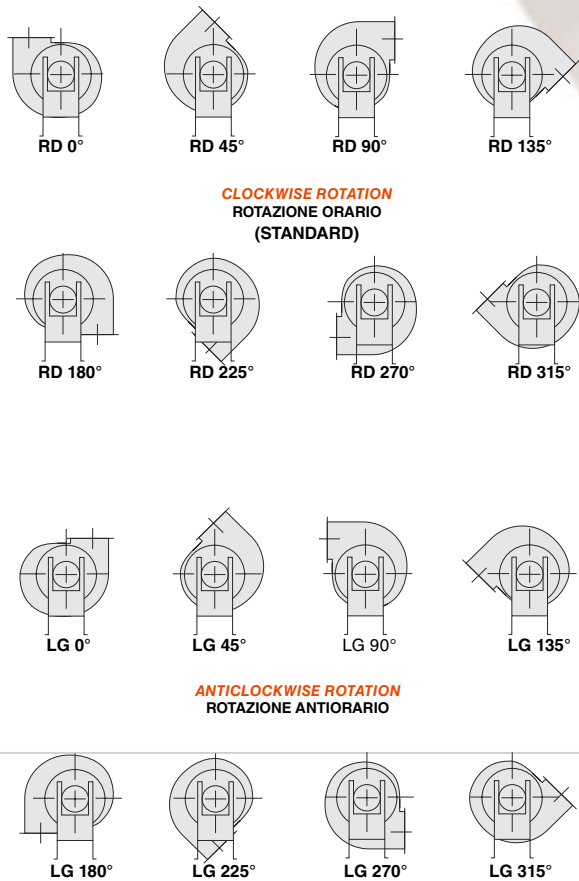 RD 0°
RD 45°
RD 90°
RD 135°
CLOCKWISE ROTATION
ROTAZIONE ORARIO
(STANDARD)
RD 180°
RD 225°
RD 270°
RD 315°
LG 0°
LG 45°
LG 90°
LG 135°
ANTICLOCKWISE ROTATION
ROTAZIONE ANTIORARIO
LG 180°
LG 225°
LG 270°
LG 315°